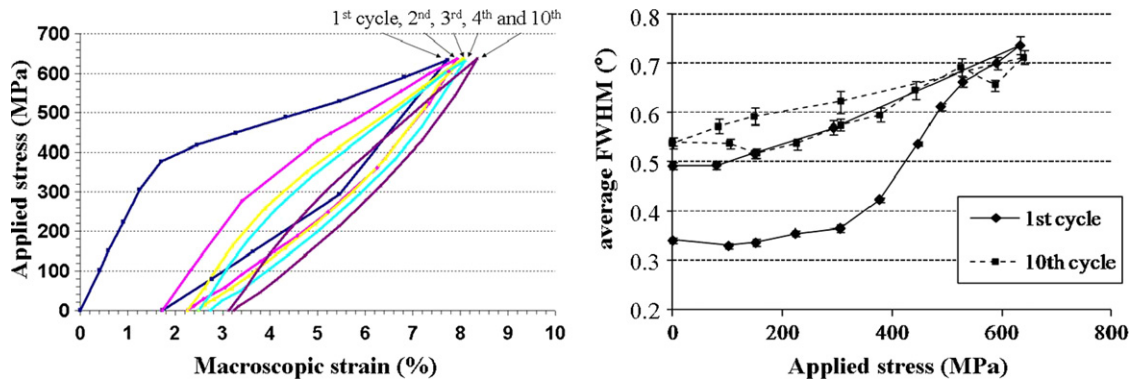 1st cycle, 2nd, 3rd, 4th and 10th
700
600
500
400
300
200
100
0
Applied stress (MPa)
0 1 2 3 4 5 6 7 8 9 10
Macroscopic strain (%)
0.8
0.7
0.6
0.5
0.4
0.3
0.2
average FWHM (°)
1st cycle
10th cycle
0 200 400 600 800
Applied stress (MPa)